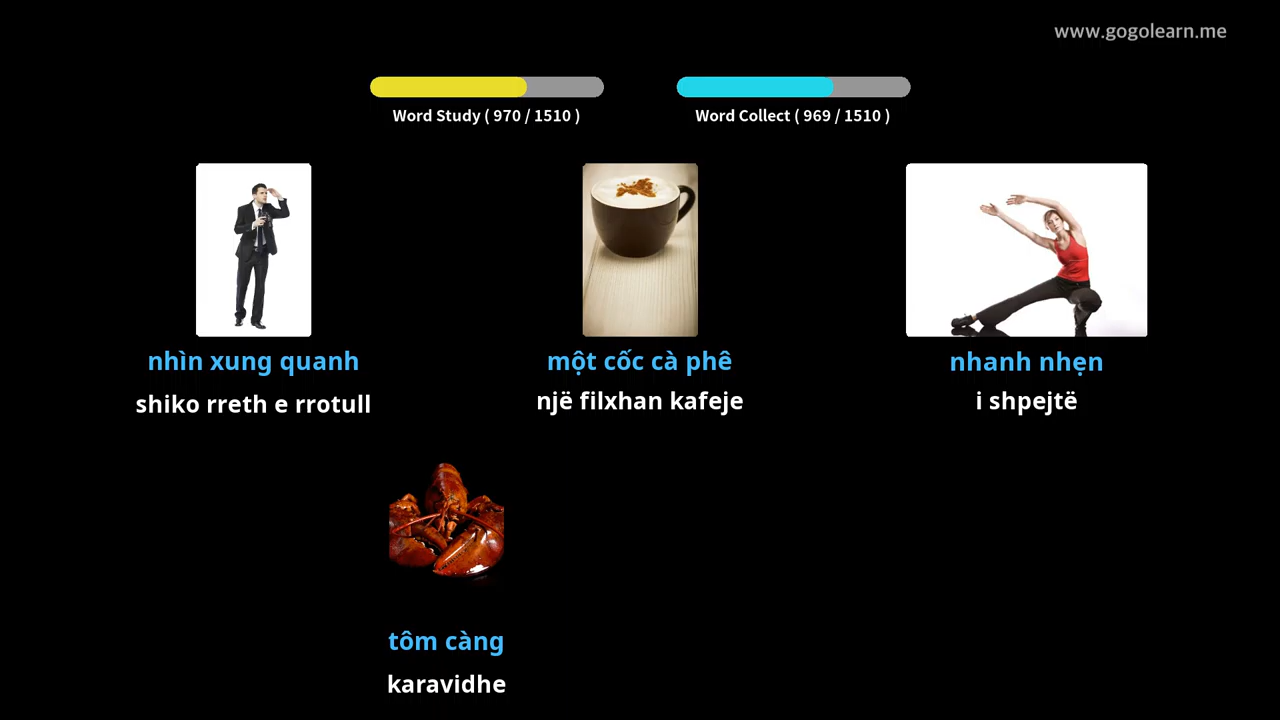 www.gogolearn.me
Word Study ( 970 / 1510 )
Word Collect ( 969 / 1510 )
nhìn xung quanh
shiko rreth e rrotull
một cốc cà phê
një filxhan kafeje
nhanh nhẹn
i shpejtë
tôm càng
karavidhe